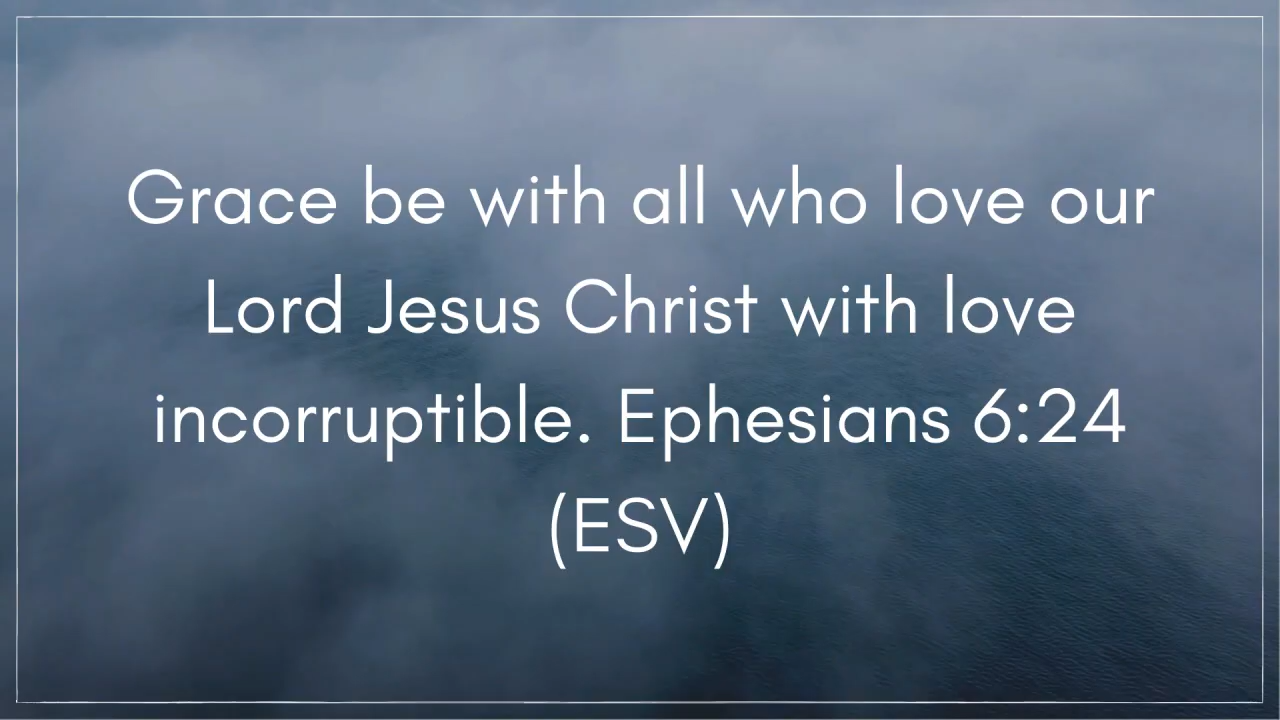 Grace be with all who love our
Lord Jesus Christ with love
incorruptible. Ephesians 6:24
(ESV)